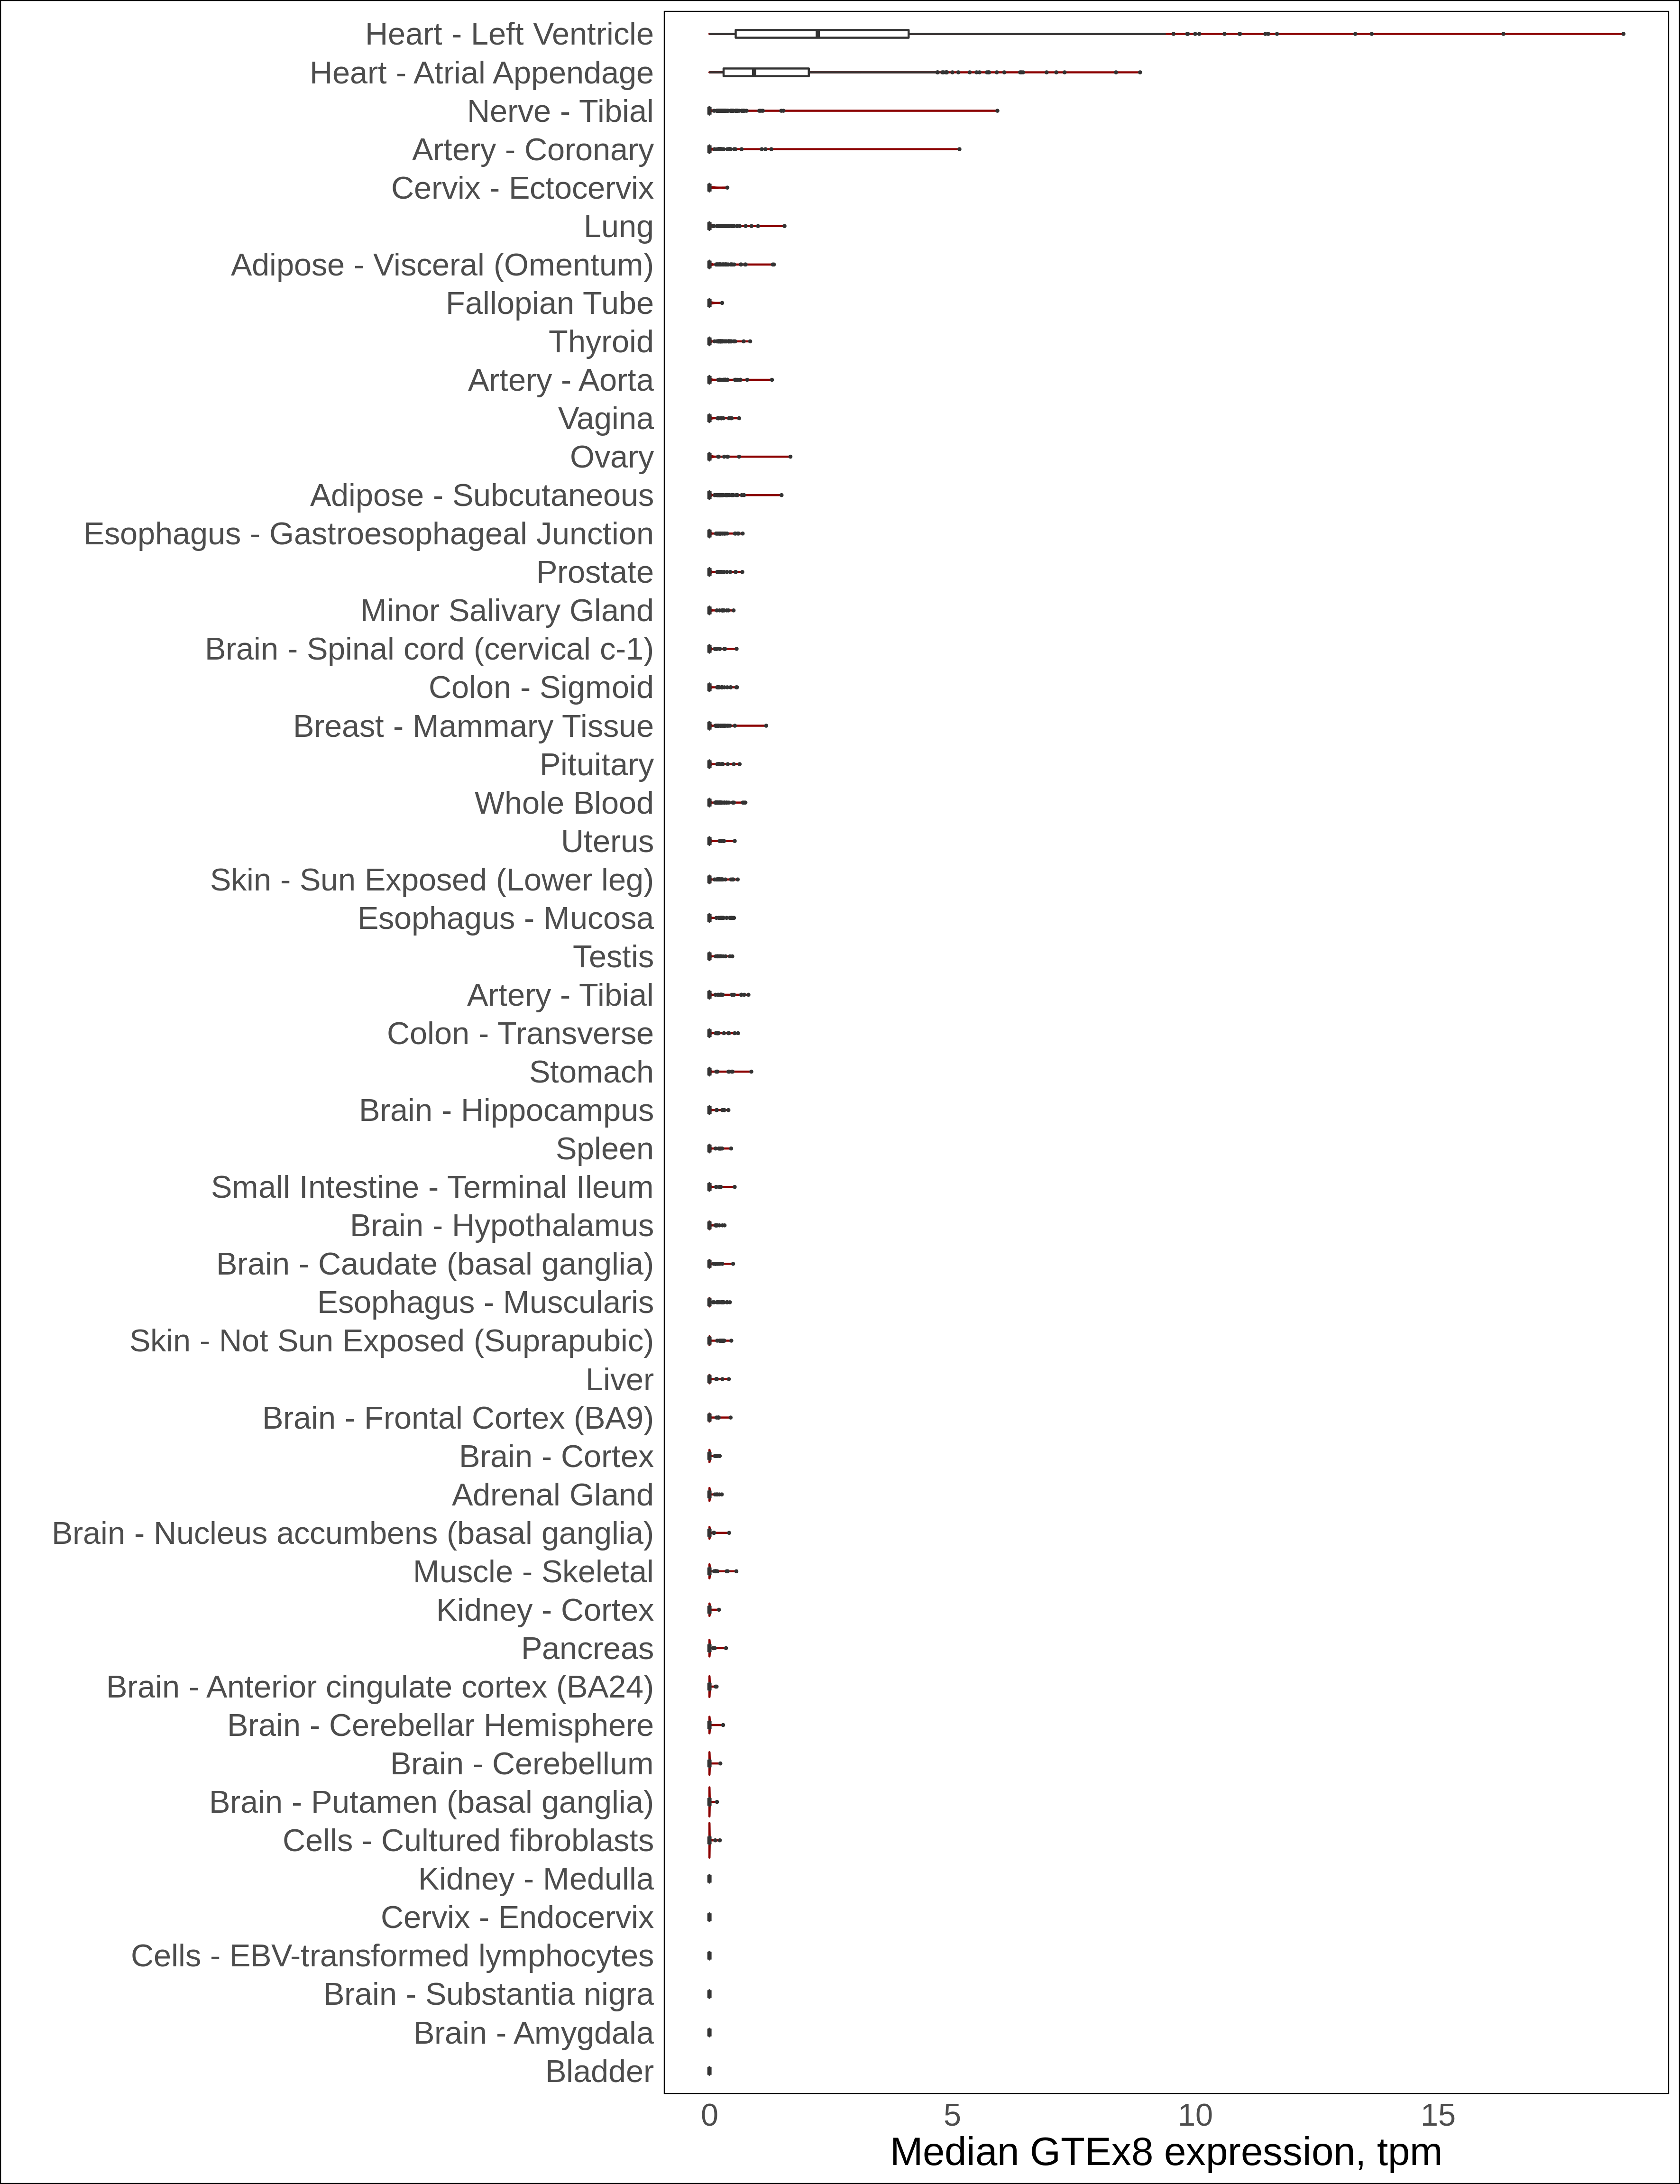 Heart - Left Ventricle
Heart - Atrial Appendage
Nerve - Tibial
Artery - Coronary
Cervix - Ectocervix
Lung
Adipose - Visceral (Omentum)
Fallopian Tube
Thyroid
Artery - Aorta
Vagina
Ovary
Adipose - Subcutaneous
Esophagus - Gastroesophageal Junction
Prostate
Minor Salivary Gland
Brain - Spinal cord (cervical c-1)
Colon - Sigmoid
Breast - Mammary Tissue
Pituitary
Whole Blood
Uterus
Skin - Sun Exposed (Lower leg)
Esophagus - Mucosa
Testis
Artery - Tibial
Colon - Transverse
Stomach
Brain - Hippocampus
Spleen
Small Intestine - Terminal Ileum
Brain - Hypothalamus
Brain - Caudate (basal ganglia)
Esophagus - Muscularis
Skin - Not Sun Exposed (Suprapubic)
Liver
Brain - Frontal Cortex (BA9)
Brain - Cortex
Adrenal Gland
Brain - Nucleus accumbens (basal ganglia)
Muscle - Skeletal
Kidney - Cortex
Pancreas
Brain - Anterior cingulate cortex (BA24)
Brain - Cerebellar Hemisphere
Brain - Cerebellum
Brain - Putamen (basal ganglia)
Cells - Cultured fibroblasts
Kidney - Medulla
Cervix - Endocervix
Cells - EBV-transformed lymphocytes
Brain - Substantia nigra
Brain - Amygdala
Bladder
0 5 10 15
Median GTEx8 expression, tpm